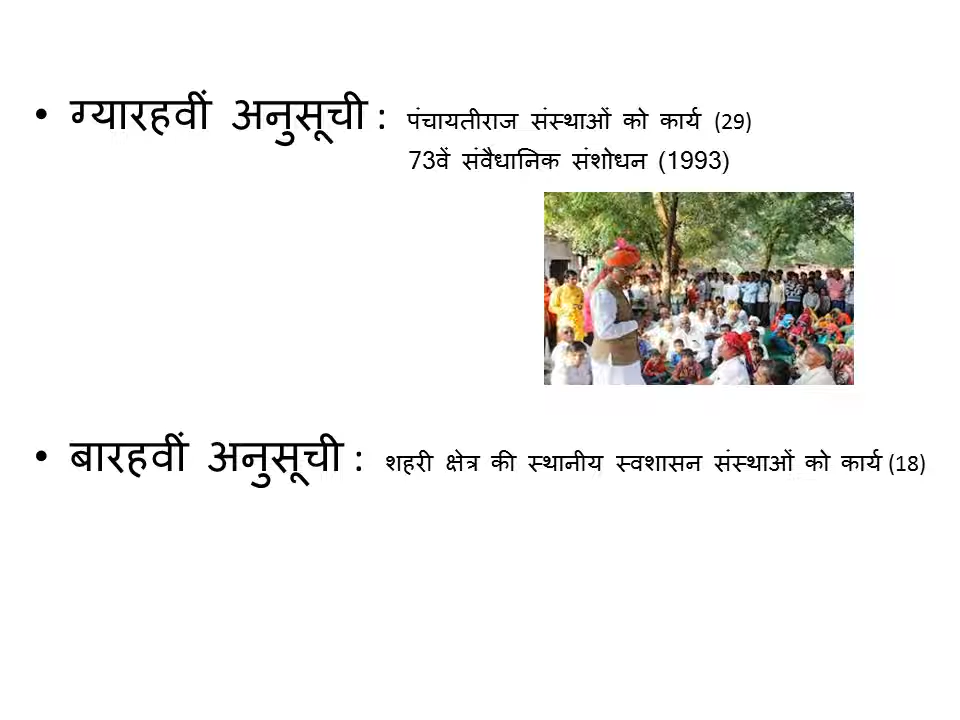 • ग्यारहवीं अनुसूची : पंचायतीराज संस्थाओं को कार्य (29)
73वें संवैधानिक संशोधन (1993)
• बारहवीं अनुसूची : शहरी क्षेत्र की स्थानीय स्वशासन संस्थाओं को कार्य (18)